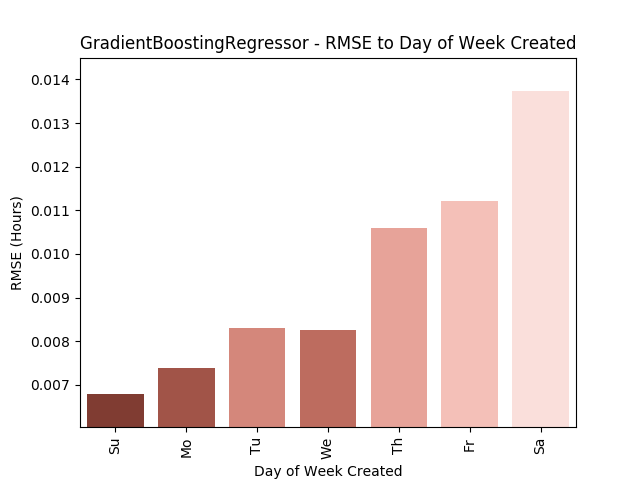 GradientBoostingRegressor - RMSE to Day of Week Created
0.014
0.013
0.012
0.011
0.010
0.009
0.008
0.007
RMSE (Hours)
Su Mo Tu We Th Fr Sa
Day of Week Created